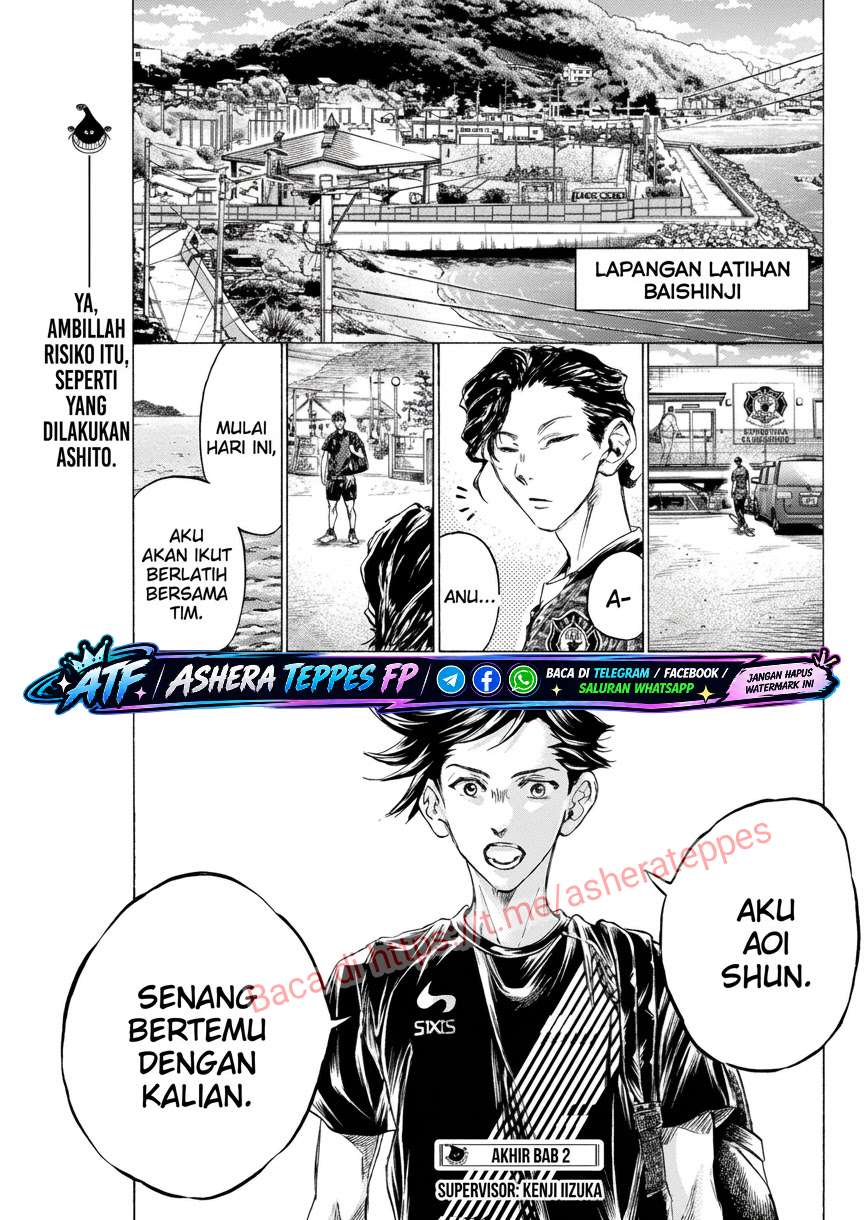 LAPANGAN LATIHAN
BAISHINJI
YA,
AMBILLAH
RISIKO ITU,
SEPERTI
YANG
DILAKUKAN
ASHITO.
A-
ANU...
MULAI
HARI INI,
AKU
AKAN IKUT
BERLATIH
BERSAMA
TIM.
ATF
ASHERA TEPPES FP
BACA DI TELEGRAM / FACEBOOK /
SALURAN WHATSAPP
JANGAN HAPUS
WATERMARK INI
AKU
AOI
SHUN.
Baca di https://t.me/asherateppes
SENANG
BERTEMU
DENGAN
KALIAN.
SIXIS
AKHIR BAB 2
SUPERVISOR: KENJI IIZUKA